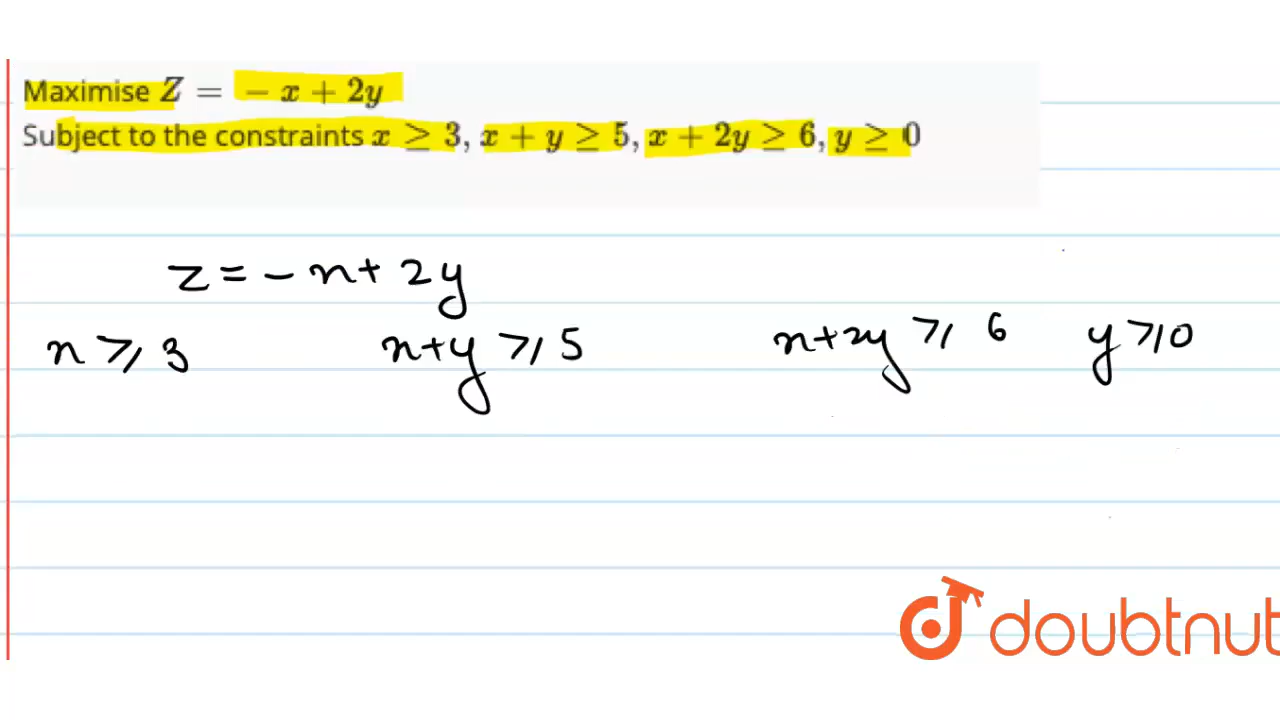 Maximise Z = − x + 2y
Subject to the constraints x ≥ 3, x + y ≥ 5, x + 2y ≥ 6, y ≥ 0
z = − x + 2y
x ≥ 3 x+y ≥ 5 x+2y ≥ 6 y ≥ 0
doubtnut